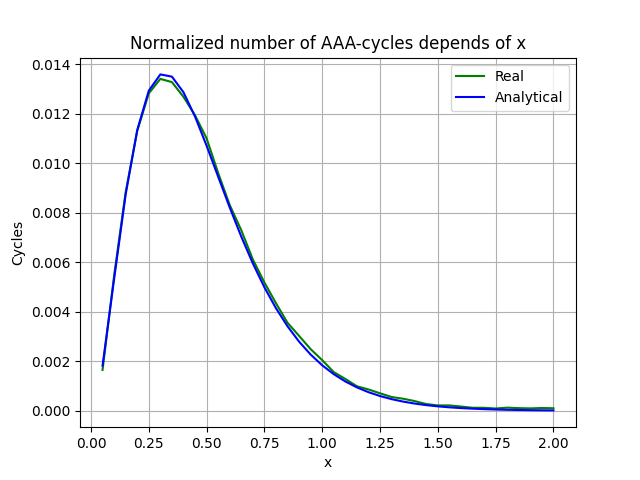 Normalized number of AAA-cycles depends of x
Real
Analytical
0.014
0.012
0.010
0.008
0.006
0.004
0.002
0.000
Cycles
0.00 0.25 0.50 0.75 1.00 1.25 1.50 1.75 2.00
x